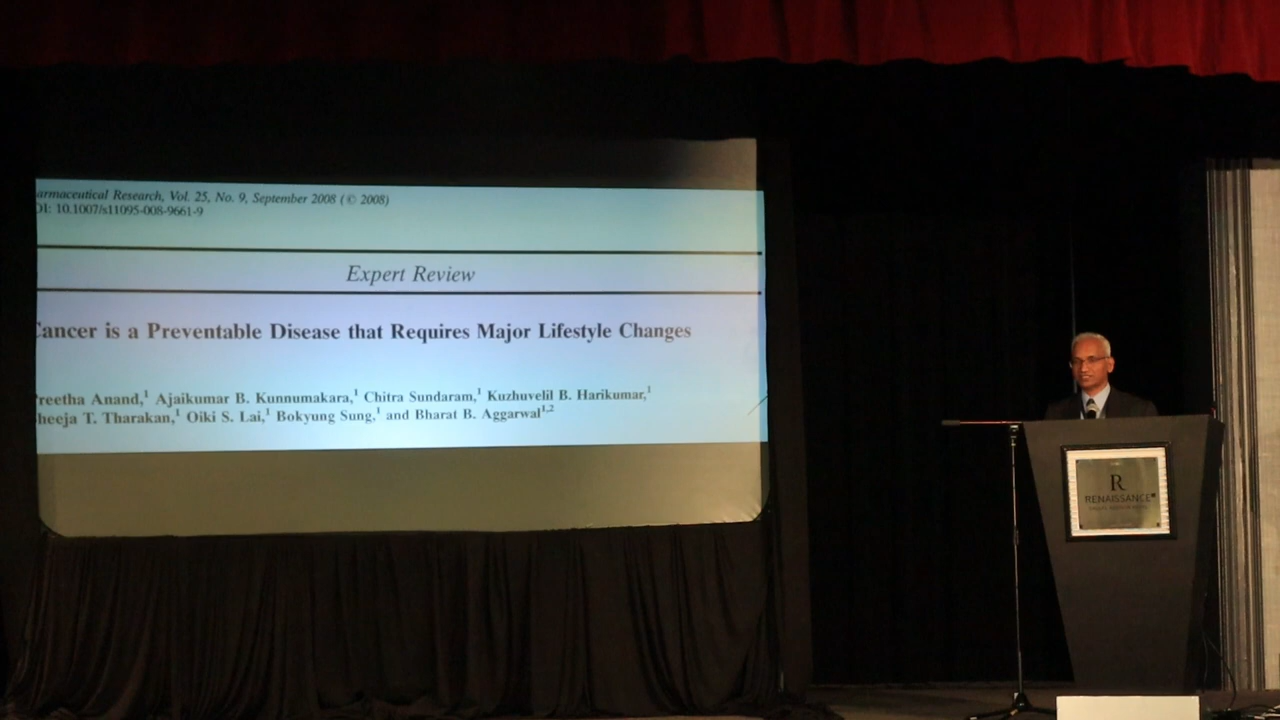 armaceutical Research, Vol. 25, No. 9, September 2008 (© 2008)
OI: 10.1007/s11095-008-9661-9
Expert Review
Cancer is a Preventable Disease that Requires Major Lifestyle Changes
reetha Anand,¹ Ajaikumar B. Kunnumakara,¹ Chitra Sundaram,¹ Kuzhuvelil B. Harikumar,¹
heeja T. Tharakan,¹ Oiki S. Lai,¹ Bokyung Sung,¹ and Bharat B. Aggarwal¹,²
R
RENAISSANCE